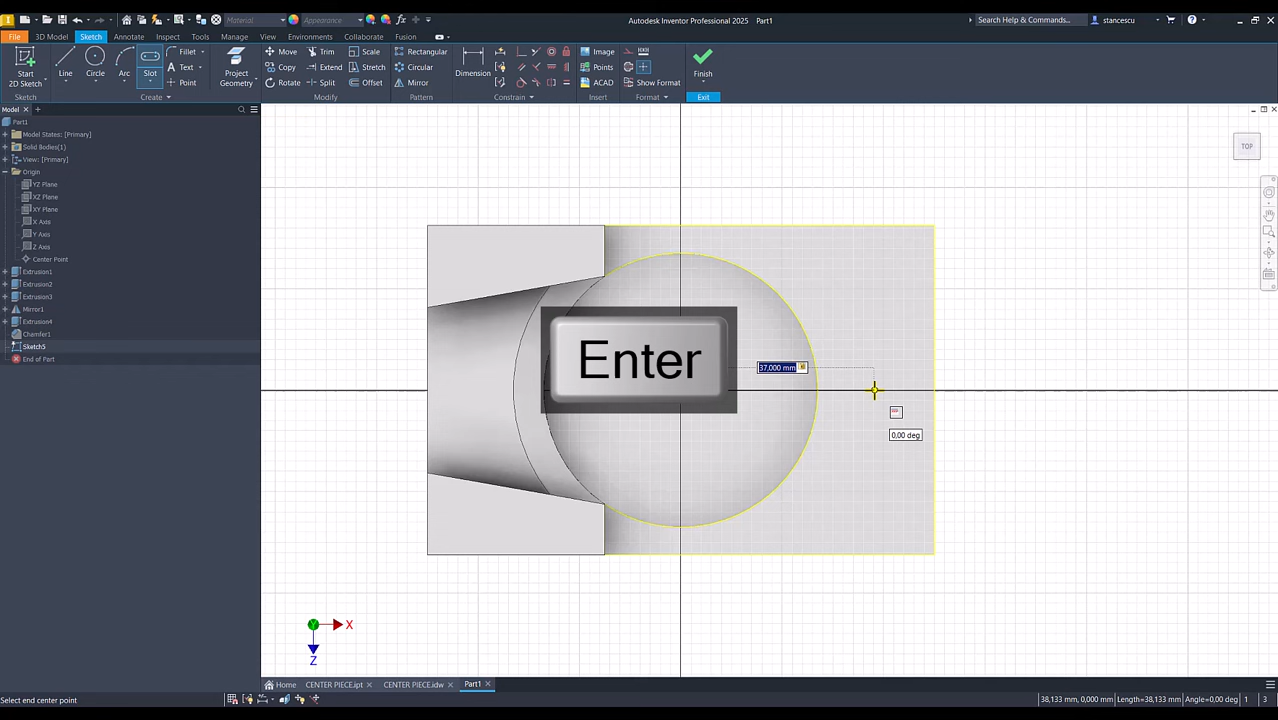 Material
Appearance
Autodesk Inventor Professional 2025 Part1
Search Help & Commands...
stancescu
File
3D Model
Sketch
Annotate
Inspect
Tools
Manage
View
Environments
Collaborate
Fusion
Start
2D Sketch
Line
Circle
Arc
Slot
Fillet
Text
Point
Project
Geometry
Move
Copy
Rotate
Trim
Extend
Split
Scale
Stretch
Offset
Rectangular
Circular
Mirror
Dimension
Image
Points
ACAD
Show Format
Finish
Sketch
Create
Modify
Pattern
Constrain
Insert
Format
Exit
Model
Part1
Model States: [Primary]
Solid Bodies(1)
View: [Primary]
Origin
YZ Plane
XZ Plane
XY Plane
X Axis
Y Axis
Z Axis
Center Point
Extrusion1
Extrusion2
Extrusion3
Mirror1
Extrusion4
Chamfer1
Sketch5
End of Part
TOP
Enter
37,000 mm
0,00 deg
X
Y
Z
Home
CENTER PIECE.ipt
CENTER PIECE.idw
Part1
Select end center point
38,133 mm, 0,000 mm
Length=38,133 mm
Angle=0,00 deg
1
3